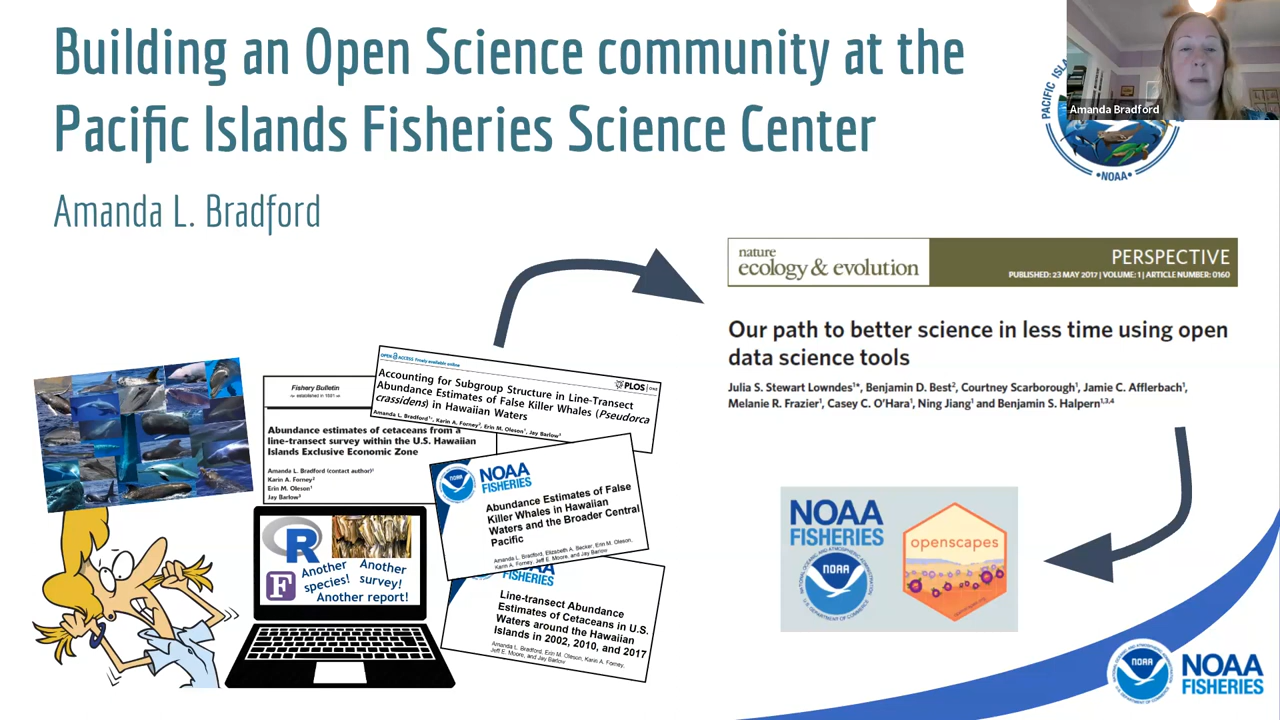 Building an Open Science community at the
Pacific Islands Fisheries Science Center
Amanda L. Bradford
Amanda Bradford
PACIFIC ISLA
•NOAA•
nature
ecology & evolution
PERSPECTIVE
PUBLISHED: 23 MAY 2017 | VOLUME: 1 | ARTICLE NUMBER: 0160
Our path to better science in less time using open
data science tools
Julia S. Stewart Lowndes¹*, Benjamin D. Best², Courtney Scarborough¹, Jamie C. Afflerbach¹,
Melanie R. Frazier¹, Casey C. O'Hara¹, Ning Jiang¹ and Benjamin S. Halpern¹,³,⁴
OPEN ACCESS Freely available online
PLOS ONE
Accounting for Subgroup Structure in Line-Transect
Abundance Estimates of False Killer Whales (Pseudorca
crassidens) in Hawaiian Waters
Amanda L. Bradford¹*, Karin A. Forney², Erin M. Oleson¹, Jay Barlow³
Fishery Bulletin
established in 1881
Abundance estimates of cetaceans from a
line-transect survey within the U.S. Hawaiian
Islands Exclusive Economic Zone
Amanda L. Bradford (contact author)¹
Karin A. Forney²
Erin M. Oleson¹
Jay Barlow³
NOAA
NOAA
FISHERIES
Abundance Estimates of False
Killer Whales in Hawaiian
Waters and the Broader Central
Pacific
Amanda L. Bradford, Elizabeth A. Becker, Erin M. Oleson,
Karin A. Forney, Jeff E. Moore, and Jay Barlow
FISHERIES
Line-transect Abundance
Estimates of Cetaceans in U.S.
Waters around the Hawaiian
Islands in 2002, 2010, and 2017
Amanda L. Bradford, Erin M. Oleson, Karin A. Forney,
Jeff E. Moore, and Jay Barlow
R
F
Another
species!
Another
survey!
Another report!
NOAA
FISHERIES
NOAA
openscapes
NOAA
NOAA
FISHERIES